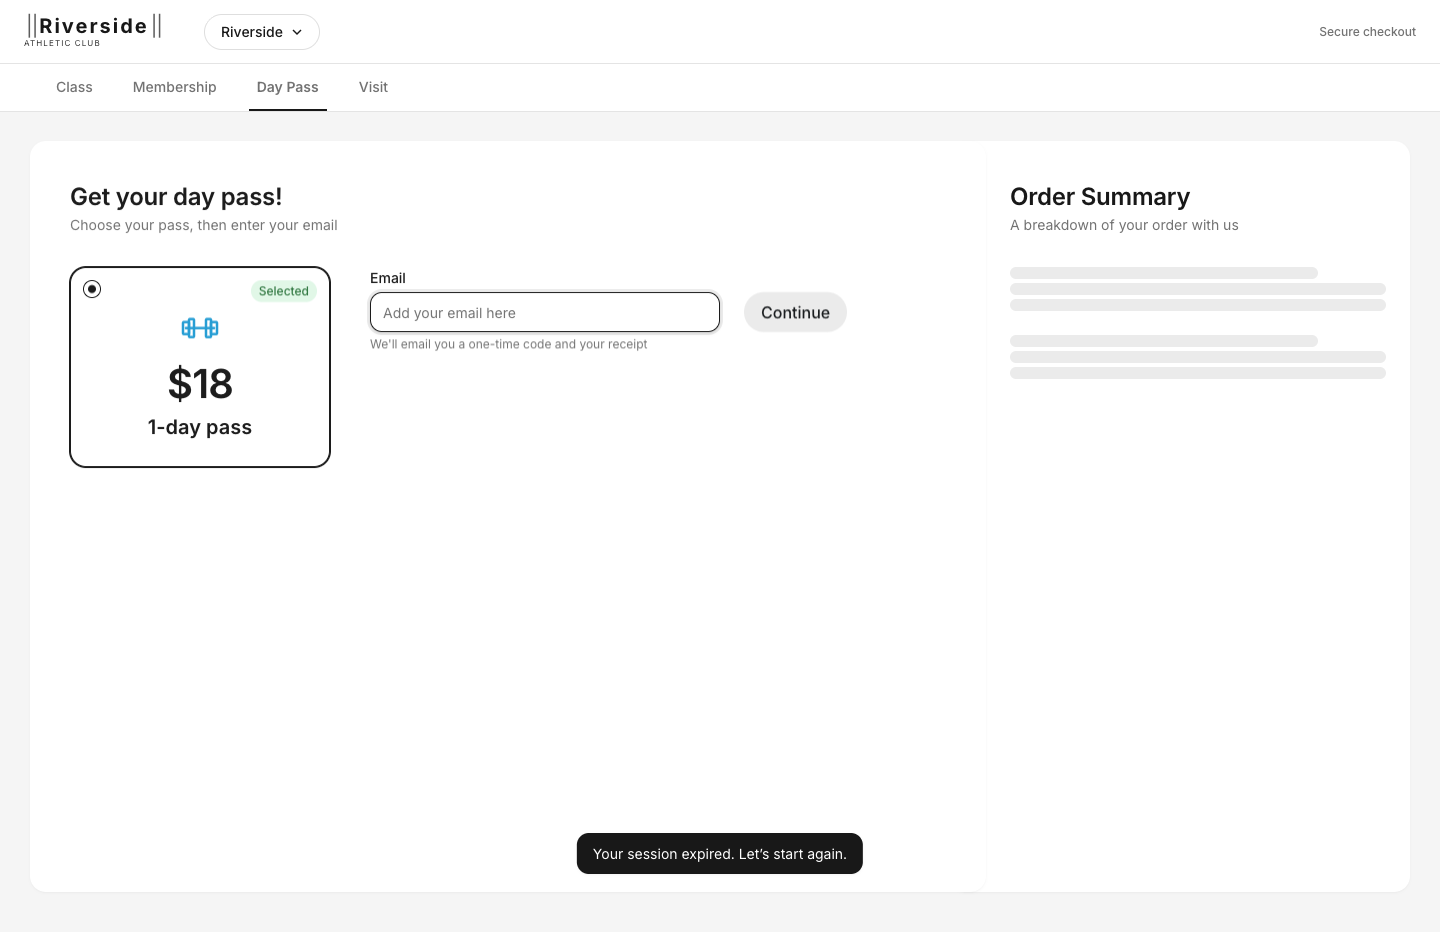 Riverside
ATHLETIC CLUB
Riverside
Secure checkout
Class
Membership
Day Pass
Visit
Get your day pass!
Choose your pass, then enter your email
Selected
$18
1-day pass
Email
Add your email here
Continue
We'll email you a one-time code and your receipt
Order Summary
A breakdown of your order with us
Your session expired. Let’s start again.